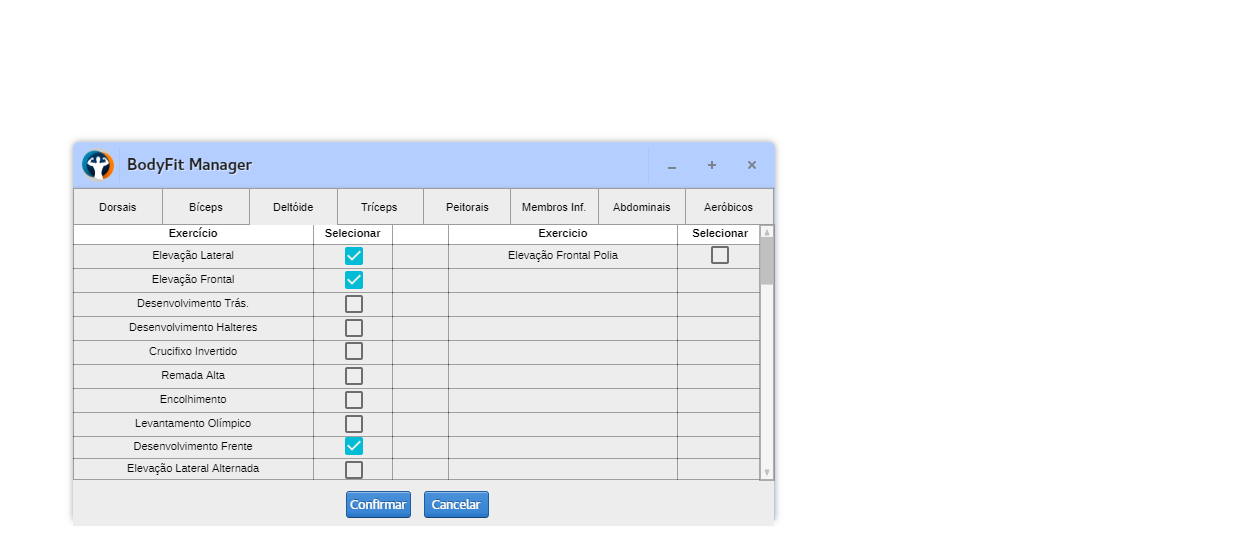 BodyFit Manager
Dorsais Bíceps Deltóide Tríceps Peitorais Membros Inf. Abdominais Aeróbicos
Exercício Selecionar Exercicio Selecionar
Elevação Lateral Elevação Frontal Polia
Elevação Frontal
Desenvolvimento Trás.
Desenvolvimento Halteres
Crucifixo Invertido
Remada Alta
Encolhimento
Levantamento Olímpico
Desenvolvimento Frente
Elevação Lateral Alternada
Confirmar Cancelar